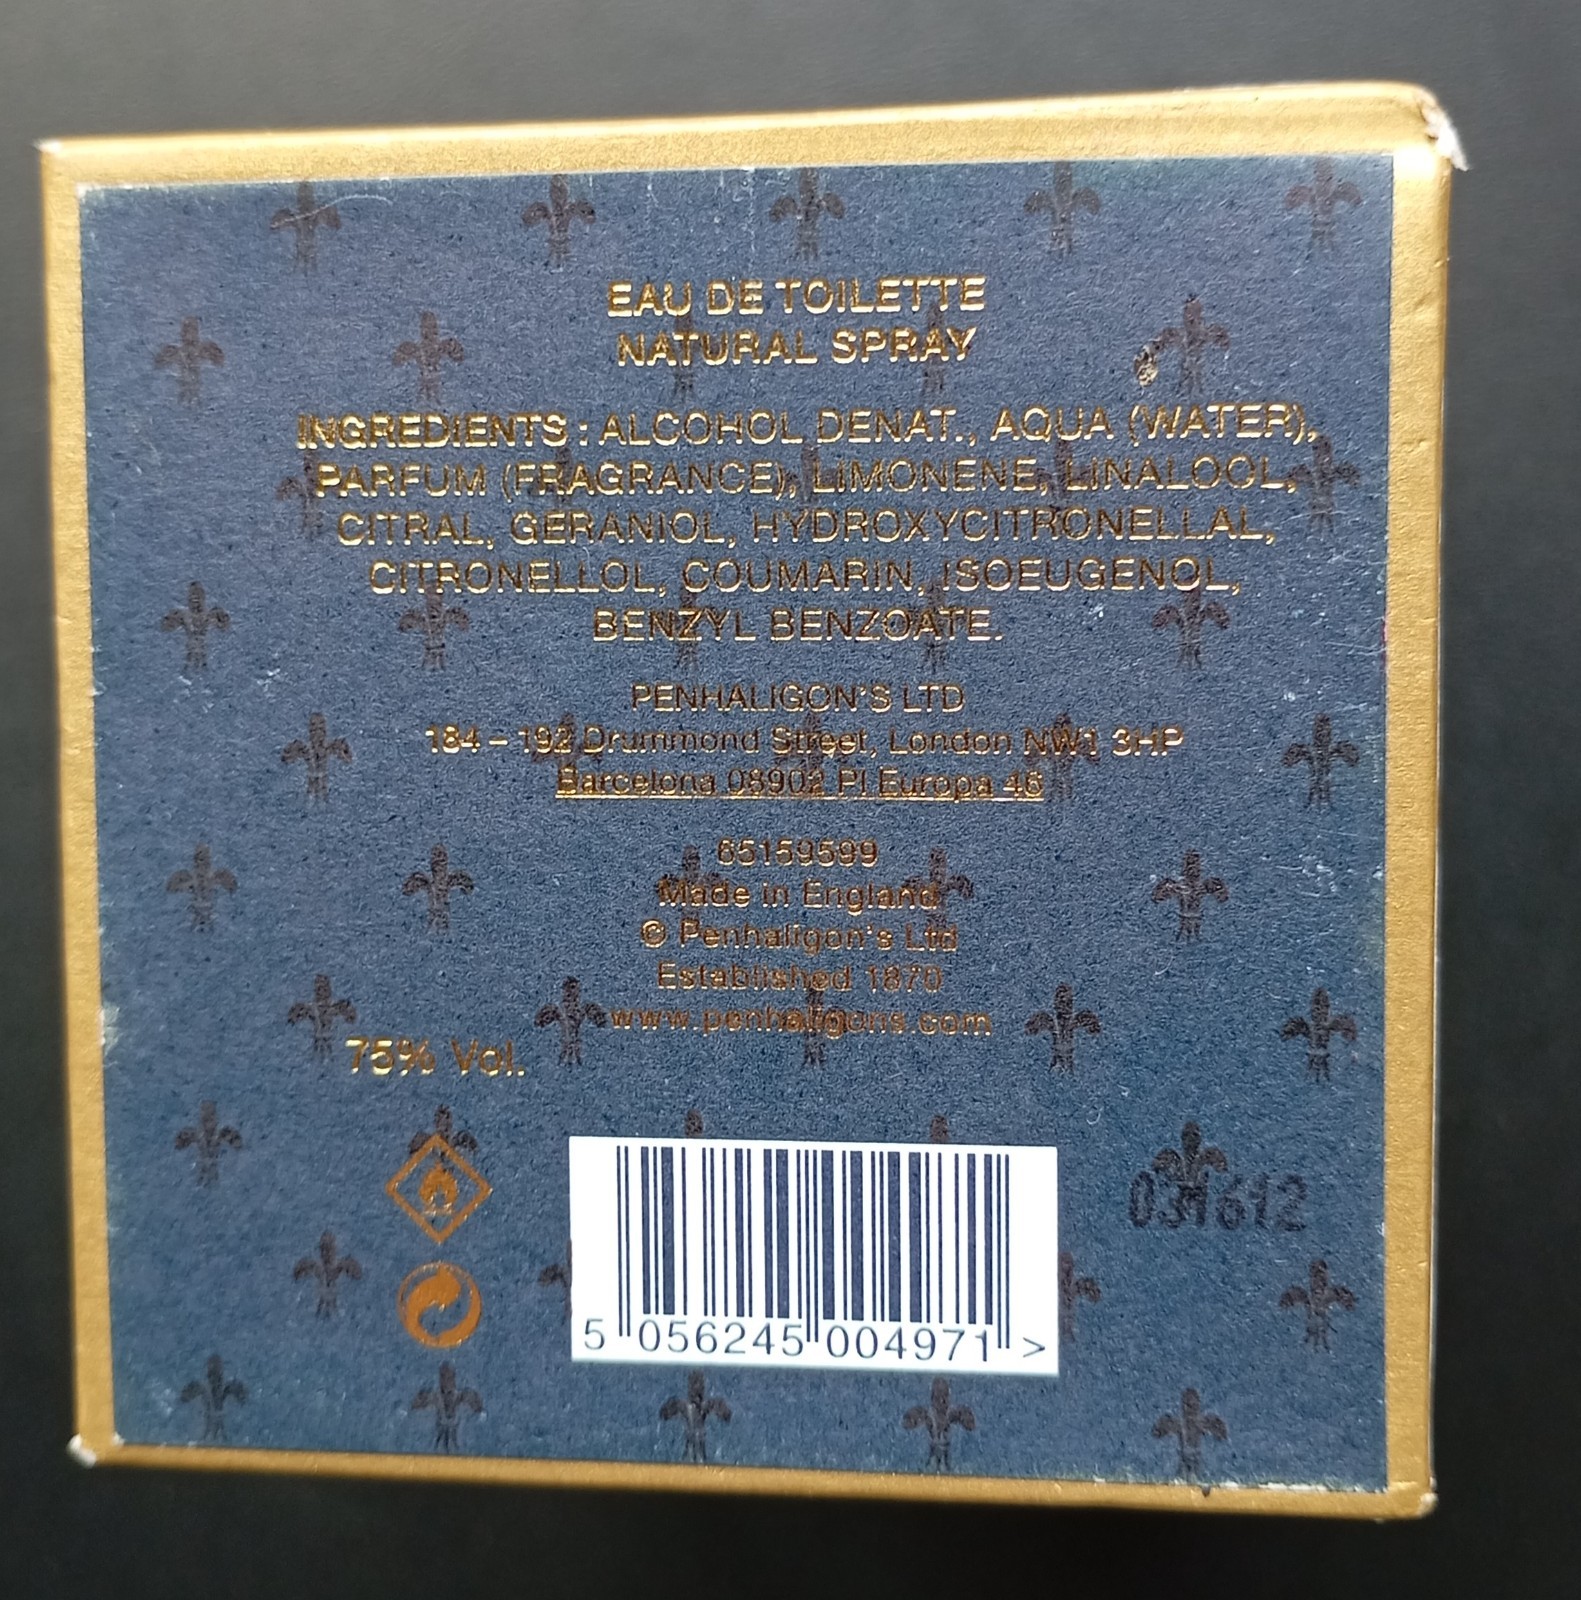 EAU DE TOILETTE
NATURAL SPRAY
INGREDIENTS : ALCOHOL DENAT., AQUA (WATER),
PARFUM (FRAGRANCE), LIMONENE, LINALOOL,
CITRAL, GERANIOL, HYDROXYCITRONELLAL,
CITRONELLOL, COUMARIN, ISOEUGENOL,
BENZYL BENZOATE.
PENHALIGON'S LTD
184 – 192 Drummond Street, London NW1 3HP
Barcelona 08902 Pl Europa 46
65159599
Made in England
© Penhaligon's Ltd
Established 1870
www.penhaligons.com
75% Vol.
031612
5 056245 004971 >